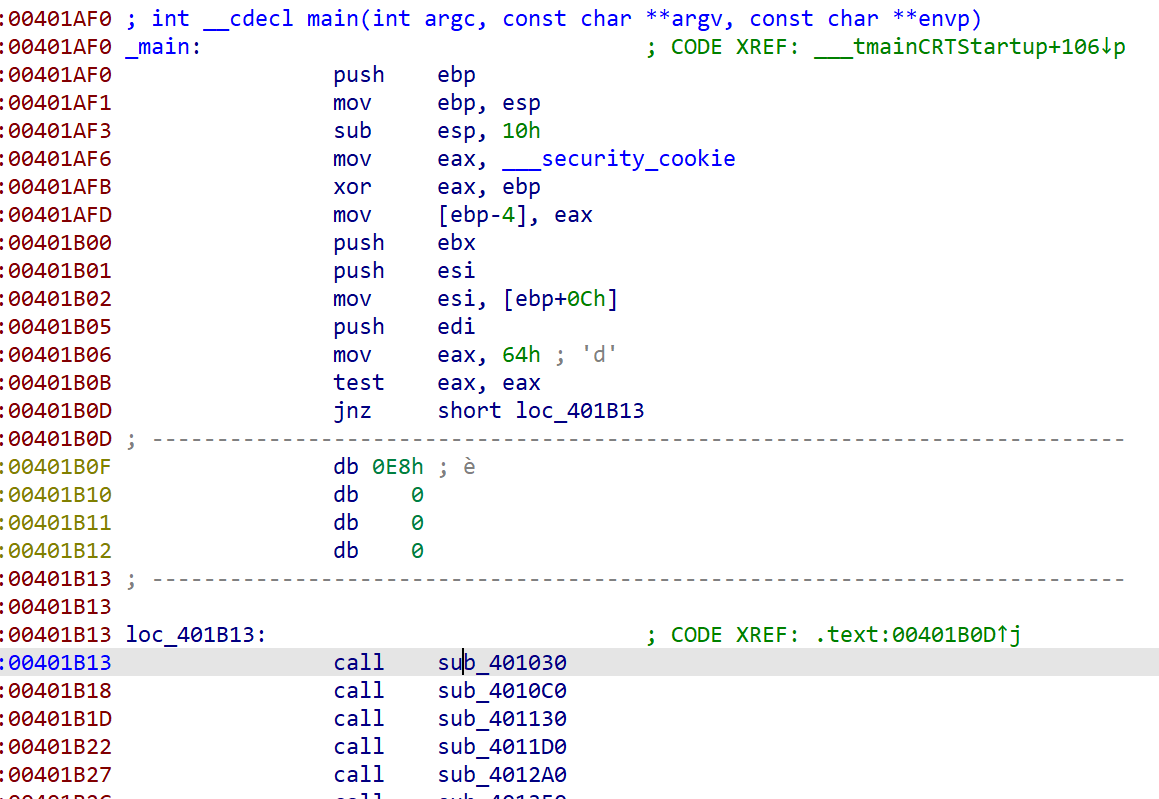 :00401AF0 ; int __cdecl main(int argc, const char **argv, const char **envp)
:00401AF0 _main: ; CODE XREF: ___tmainCRTStartup+106↓p
:00401AF0 push ebp
:00401AF1 mov ebp, esp
:00401AF3 sub esp, 10h
:00401AF6 mov eax, ___security_cookie
:00401AFB xor eax, ebp
:00401AFD mov [ebp-4], eax
:00401B00 push ebx
:00401B01 push esi
:00401B02 mov esi, [ebp+0Ch]
:00401B05 push edi
:00401B06 mov eax, 64h ; 'd'
:00401B0B test eax, eax
:00401B0D jnz short loc_401B13
:00401B0D ; ---------------------------------------------------------------------------
:00401B0F db 0E8h ; è
:00401B10 db 0
:00401B11 db 0
:00401B12 db 0
:00401B13 ; ---------------------------------------------------------------------------
:00401B13
:00401B13 loc_401B13: ; CODE XREF: .text:00401B0D↑j
:00401B13 call sub_401030
:00401B18 call sub_4010C0
:00401B1D call sub_401130
:00401B22 call sub_4011D0
:00401B27 call sub_4012A0